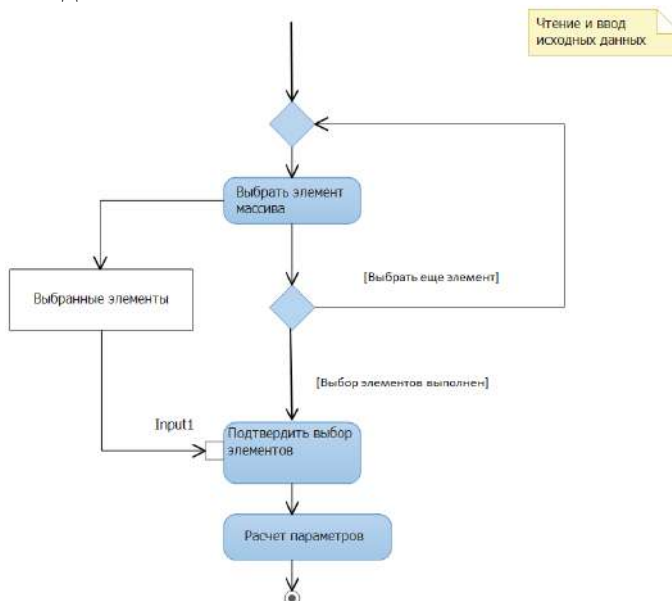 Чтение и ввод
исходных данных
Выбрать элемент
массива
[Выбрать еще элемент]
Выбранные элементы
[Выбор элементов выполнен]
Input1
Подтвердить выбор
элементов
Расчет параметров